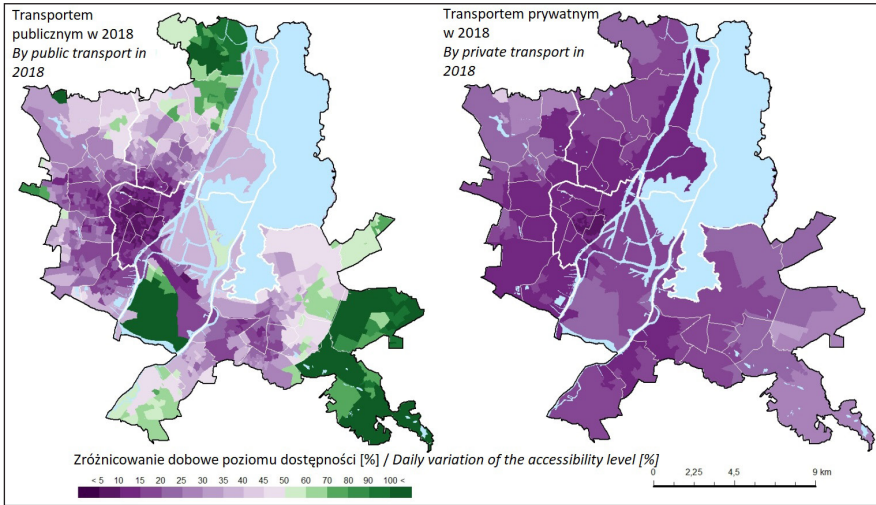 Transportem
publicznym w 2018
By public transport in
2018
Transportem prywatnym
w 2018
By private transport in
2018
Zróżnicowanie dobowe poziomu dostępności [%] / Daily variation of the accessibility level [%]
< 5 10 15 20 25 30 35 40 45 50 60 70 80 90 100 <
0 2,25 4,5 9 km